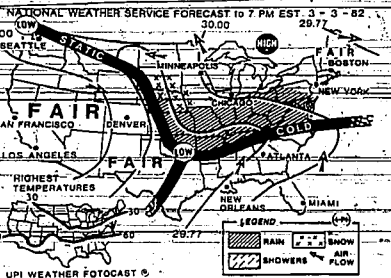 NATIONAL WEATHER SERVICE FORECAST to 7 PM EST 3 - 3 - 82
30.00
29.77
LOW
SEATTLE
STATIC
HIGH
FAIR
MINNEAPOLIS
BOSTON
NEW YORK
CHICAGO
FAIR
SAN FRANCISCO
DENVER
COLD
LOS ANGELES
FAIR
LOW
ATLANTA
HIGHEST
TEMPERATURES
30
30
60
29.77
NEW
ORLEANS
MIAMI
LEGEND
RAIN
SNOW
SHOWERS
AIR
FLOW
UPI WEATHER FOTOCAST ®